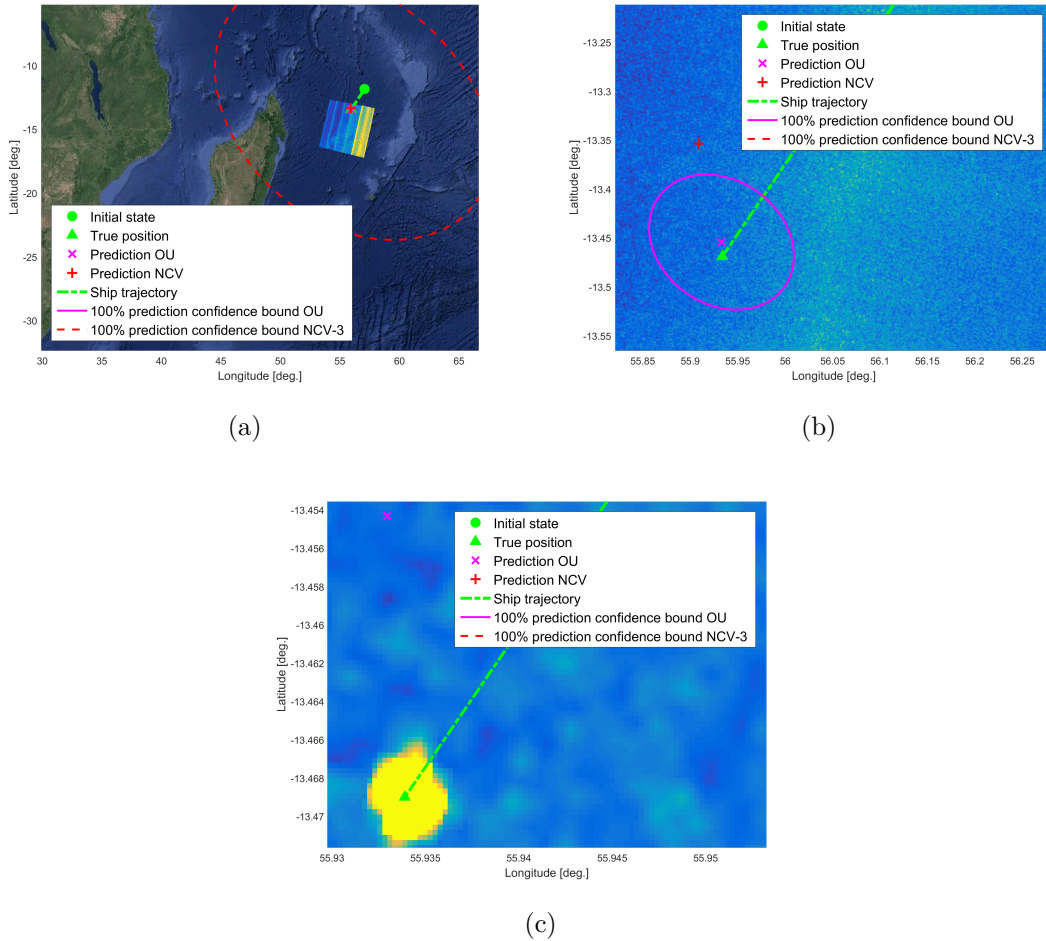 -10
-15
-20
-25
-30
Latitude [deg.]
Initial state
True position
Prediction OU
Prediction NCV
Ship trajectory
100% prediction confidence bound OU
100% prediction confidence bound NCV-3
30 35 40 45 50 55 60 65
Longitude [deg.]
(a)
-13.25
-13.3
-13.35
-13.4
-13.45
-13.5
-13.55
Latitude [deg.]
Initial state
True position
Prediction OU
Prediction NCV
Ship trajectory
100% prediction confidence bound OU
100% prediction confidence bound NCV-3
55.85 55.9 55.95 56 56.05 56.1 56.15 56.2 56.25
Longitude [deg.]
(b)
-13.454
-13.456
-13.458
-13.46
-13.462
-13.464
-13.466
-13.468
-13.47
Latitude [deg.]
Initial state
True position
Prediction OU
Prediction NCV
Ship trajectory
100% prediction confidence bound OU
100% prediction confidence bound NCV-3
55.93 55.935 55.94 55.945 55.95
Longitude [deg.]
(c)